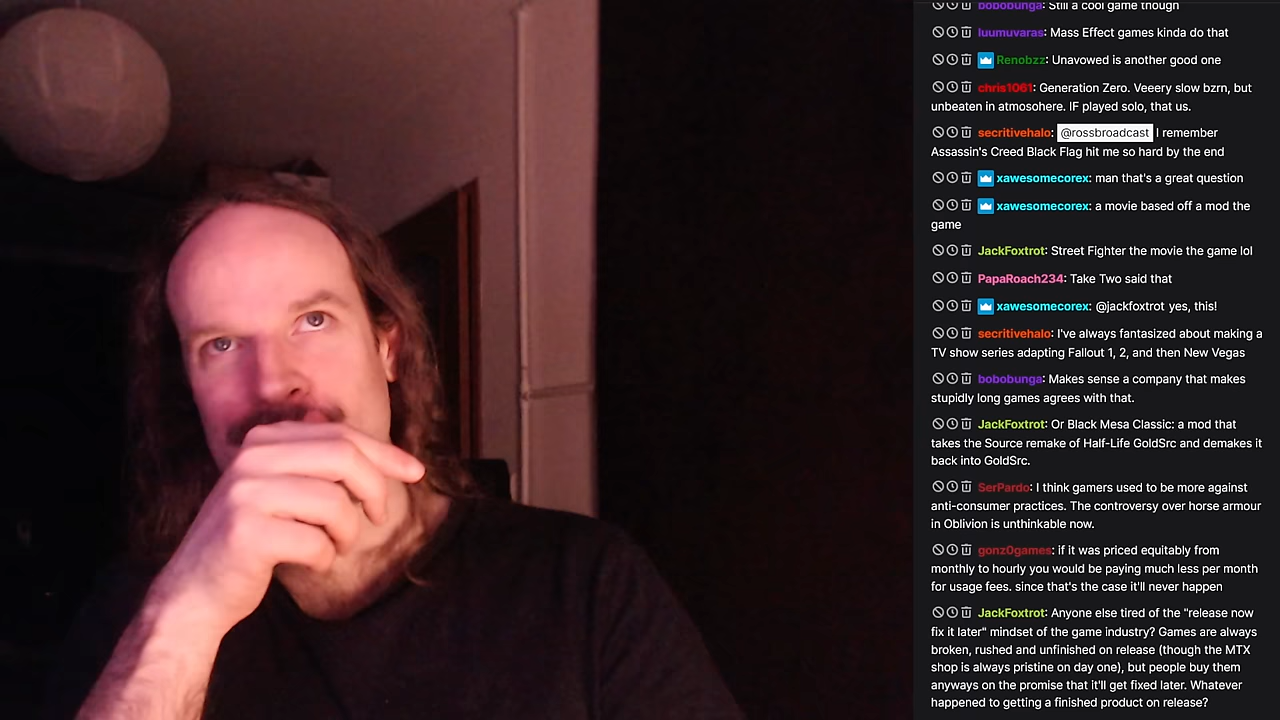 bobobunga: Still a cool game though
luumuvaras: Mass Effect games kinda do that
Renobzz: Unavowed is another good one
chris1061: Generation Zero. Veeery slow bzrn, but
unbeaten in atmosohere. IF played solo, that us.
secritivehalo: @rossbroadcast I remember
Assassin's Creed Black Flag hit me so hard by the end
xawesomecorex: man that's a great question
xawesomecorex: a movie based off a mod the
game
JackFoxtrot: Street Fighter the movie the game lol
PapaRoach234: Take Two said that
xawesomecorex: @jackfoxtrot yes, this!
secritivehalo: I've always fantasized about making a
TV show series adapting Fallout 1, 2, and then New Vegas
bobobunga: Makes sense a company that makes
stupidly long games agrees with that.
JackFoxtrot: Or Black Mesa Classic: a mod that
takes the Source remake of Half-Life GoldSrc and demakes it
back into GoldSrc.
SerPardo: I think gamers used to be more against
anti-consumer practices. The controversy over horse armour
in Oblivion is unthinkable now.
gonz0games: if it was priced equitably from
monthly to hourly you would be paying much less per month
for usage fees. since that's the case it'll never happen
JackFoxtrot: Anyone else tired of the "release now
fix it later" mindset of the game industry? Games are always
broken, rushed and unfinished on release (though the MTX
shop is always pristine on day one), but people buy them
anyways on the promise that it'll get fixed later. Whatever
happened to getting a finished product on release?